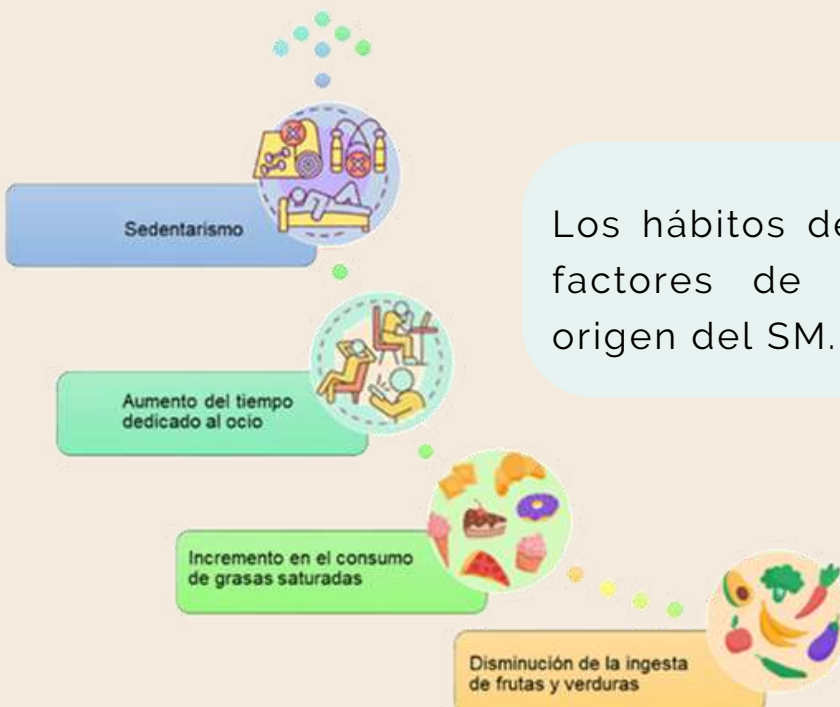 Sedentarismo
Los hábitos de
factores de
origen del SM.
Aumento del tiempo
dedicado al ocio
Incremento en el consumo
de grasas saturadas
Disminución de la ingesta
de frutas y verduras